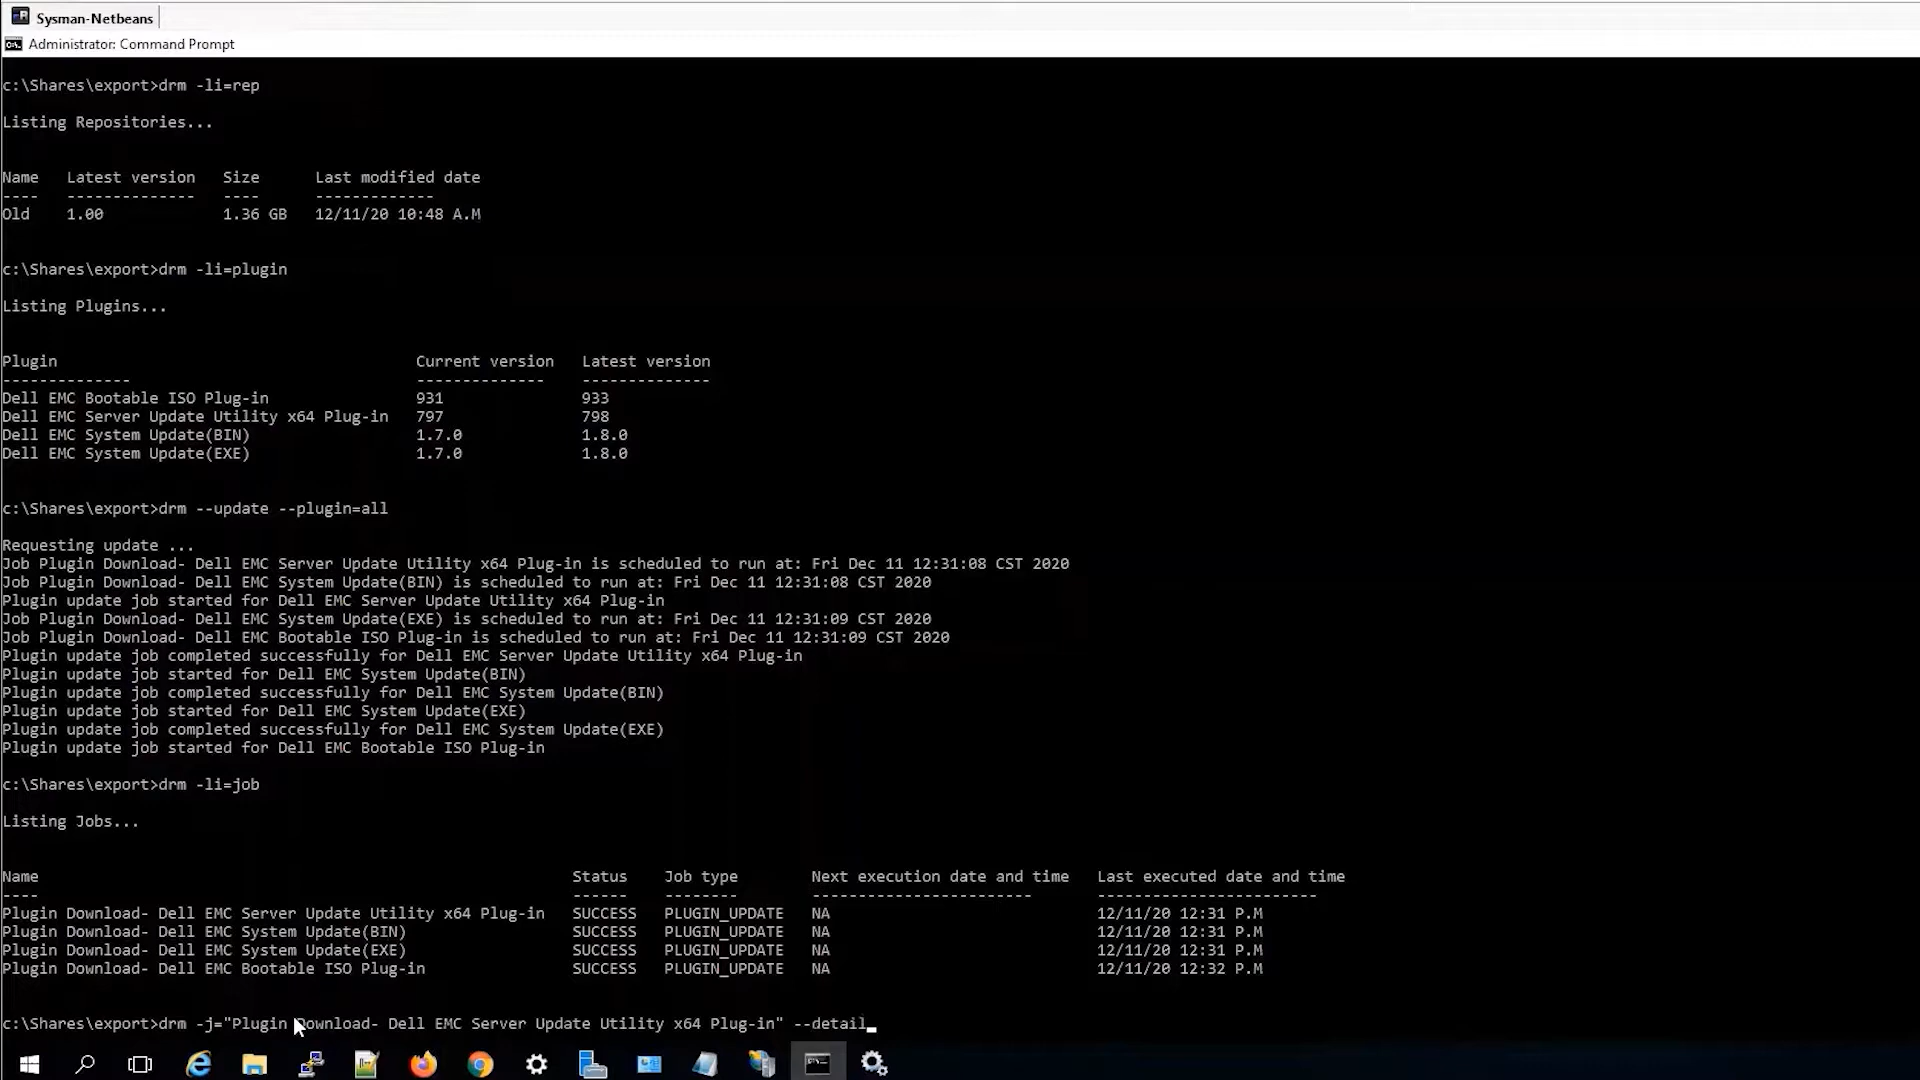 Sysman-Netbeans
Administrator: Command Prompt
c:\Shares\export>drm -li=rep
Listing Repositories...
Name Latest version Size Last modified date
---- -------------- ---- -------------
Old 1.00 1.36 GB 12/11/20 10:48 A.M
c:\Shares\export>drm -li=plugin
Listing Plugins...
Plugin Current version Latest version
-------------- -------------- --------------
Dell EMC Bootable ISO Plug-in 931 933
Dell EMC Server Update Utility x64 Plug-in 797 798
Dell EMC System Update(BIN) 1.7.0 1.8.0
Dell EMC System Update(EXE) 1.7.0 1.8.0
c:\Shares\export>drm --update --plugin=all
Requesting update ...
Job Plugin Download- Dell EMC Server Update Utility x64 Plug-in is scheduled to run at: Fri Dec 11 12:31:08 CST 2020
Job Plugin Download- Dell EMC System Update(BIN) is scheduled to run at: Fri Dec 11 12:31:08 CST 2020
Plugin update job started for Dell EMC Server Update Utility x64 Plug-in
Job Plugin Download- Dell EMC System Update(EXE) is scheduled to run at: Fri Dec 11 12:31:09 CST 2020
Job Plugin Download- Dell EMC Bootable ISO Plug-in is scheduled to run at: Fri Dec 11 12:31:09 CST 2020
Plugin update job completed successfully for Dell EMC Server Update Utility x64 Plug-in
Plugin update job started for Dell EMC System Update(BIN)
Plugin update job completed successfully for Dell EMC System Update(BIN)
Plugin update job started for Dell EMC System Update(EXE)
Plugin update job completed successfully for Dell EMC System Update(EXE)
Plugin update job started for Dell EMC Bootable ISO Plug-in
c:\Shares\export>drm -li=job
Listing Jobs...
Name Status Job type Next execution date and time Last executed date and time
---- ------ -------- ------------------------ ------------------------
Plugin Download- Dell EMC Server Update Utility x64 Plug-in SUCCESS PLUGIN_UPDATE NA 12/11/20 12:31 P.M
Plugin Download- Dell EMC System Update(BIN) SUCCESS PLUGIN_UPDATE NA 12/11/20 12:31 P.M
Plugin Download- Dell EMC System Update(EXE) SUCCESS PLUGIN_UPDATE NA 12/11/20 12:31 P.M
Plugin Download- Dell EMC Bootable ISO Plug-in SUCCESS PLUGIN_UPDATE NA 12/11/20 12:32 P.M
c:\Shares\export>drm -j="Plugin Download- Dell EMC Server Update Utility x64 Plug-in" --detail_